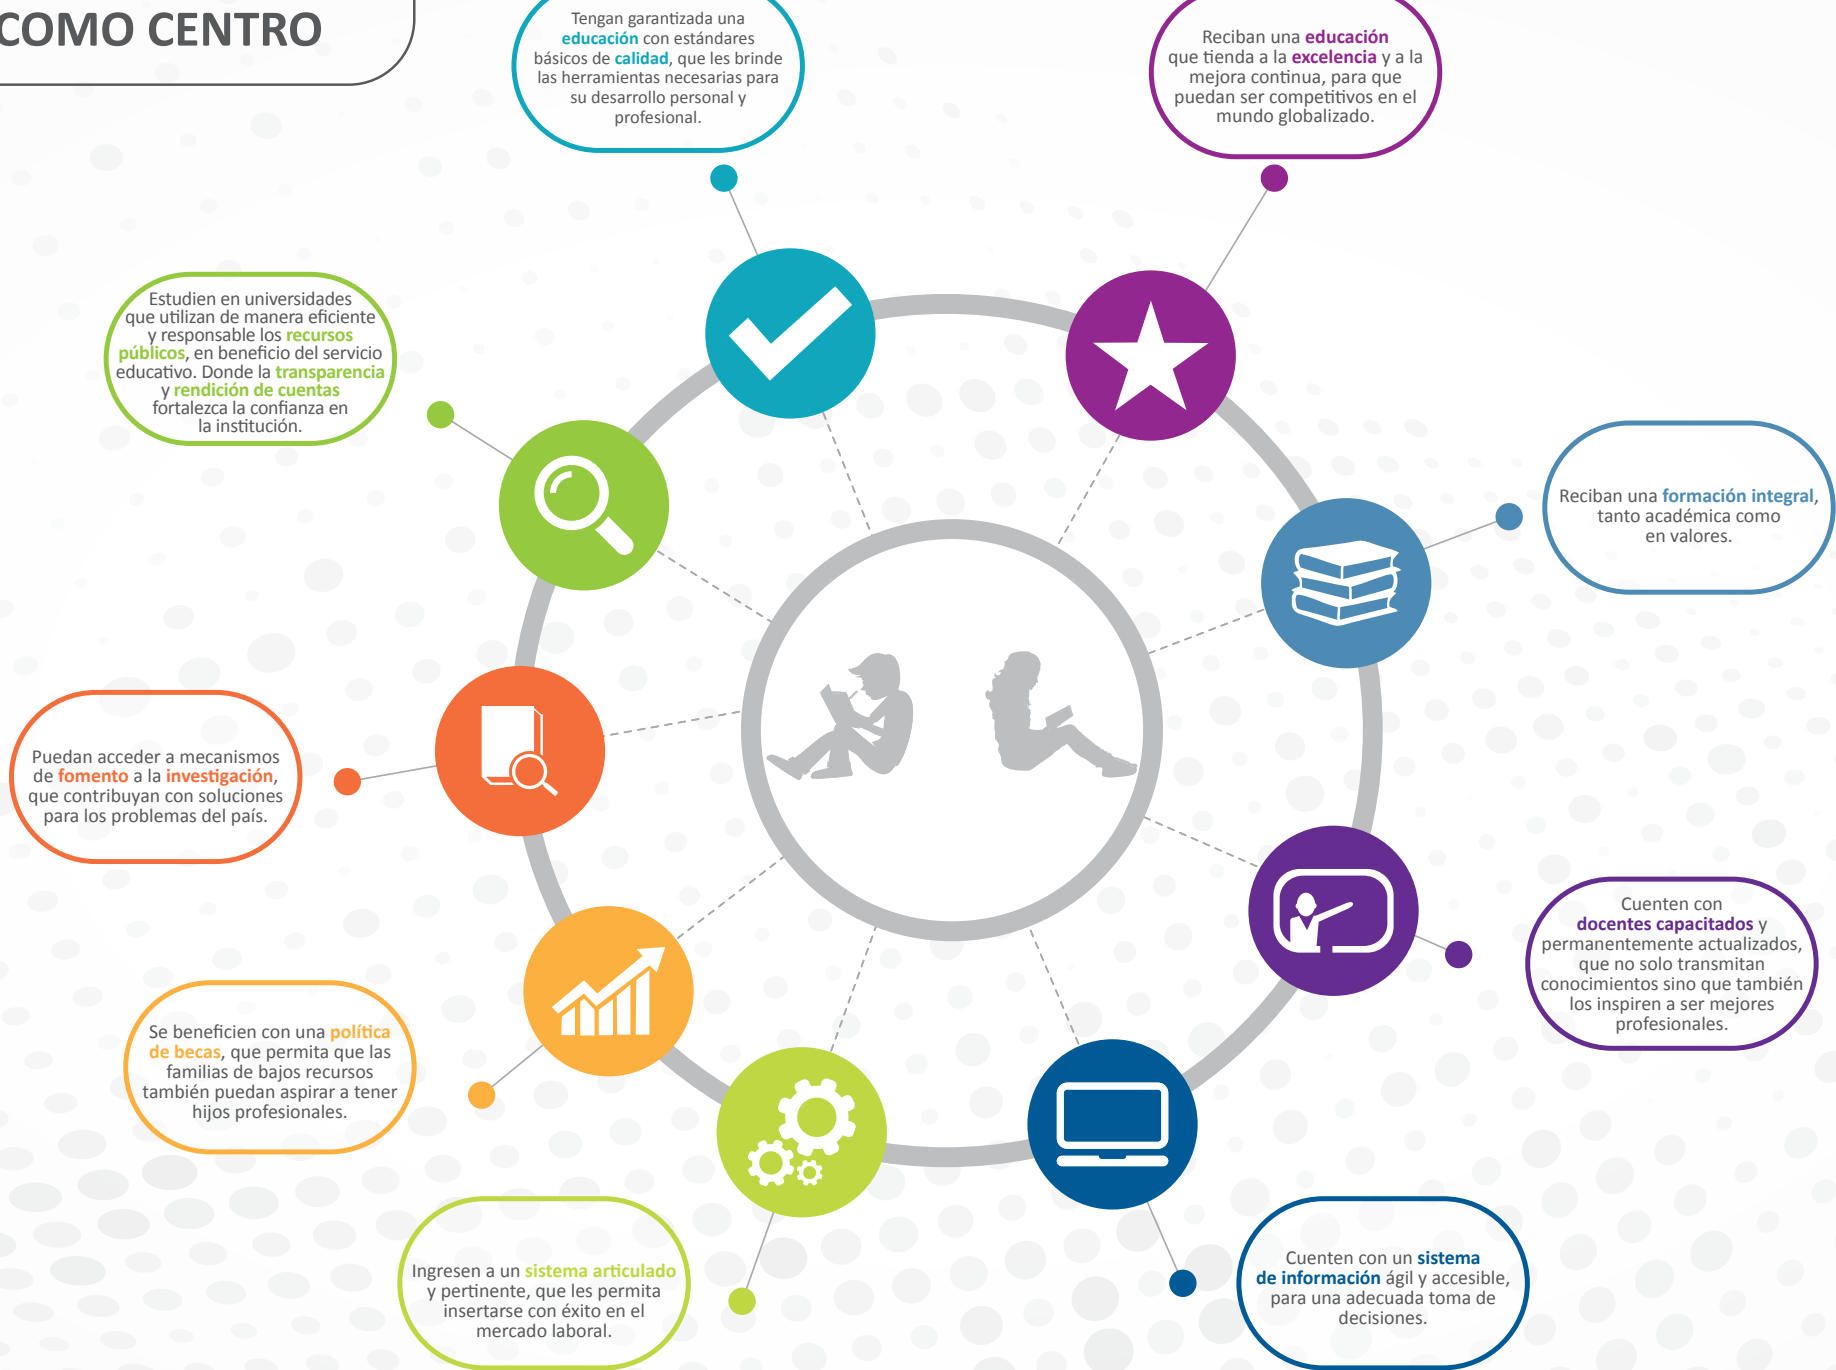 COMO CENTRO
Tengan garantizada una
educación con estándares
básicos de calidad, que les brinde
las herramientas necesarias para
su desarrollo personal y
profesional.
Reciban una educación
que tienda a la excelencia y a la
mejora continua, para que
puedan ser competitivos en el
mundo globalizado.
Reciban una formación integral,
tanto académica como
en valores.
Cuenten con
docentes capacitados y
permanentemente actualizados,
que no solo transmitan
conocimientos sino que también
los inspiren a ser mejores
profesionales.
Cuenten con un sistema
de información ágil y accesible,
para una adecuada toma de
decisiones.
Ingresen a un sistema articulado
y pertinente, que les permita
insertarse con éxito en el
mercado laboral.
Se beneficien con una política
de becas, que permita que las
familias de bajos recursos
también puedan aspirar a tener
hijos profesionales.
Puedan acceder a mecanismos
de fomento a la investigación,
que contribuyan con soluciones
para los problemas del país.
Estudien en universidades
que utilizan de manera eficiente
y responsable los recursos
públicos, en beneficio del servicio
educativo. Donde la transparencia
y rendición de cuentas
fortalezca la confianza en
la institución.